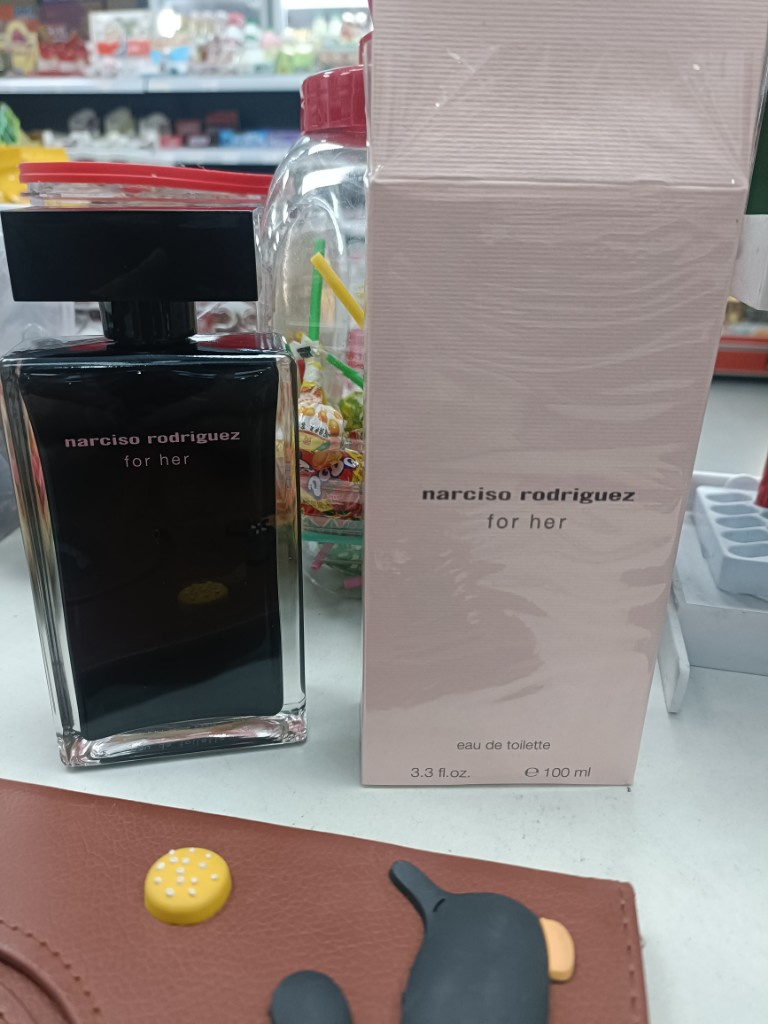 narciso rodriguez
for her
narciso rodriguez
for her
eau de toilette
3.3 fl.oz. ℮ 100 ml